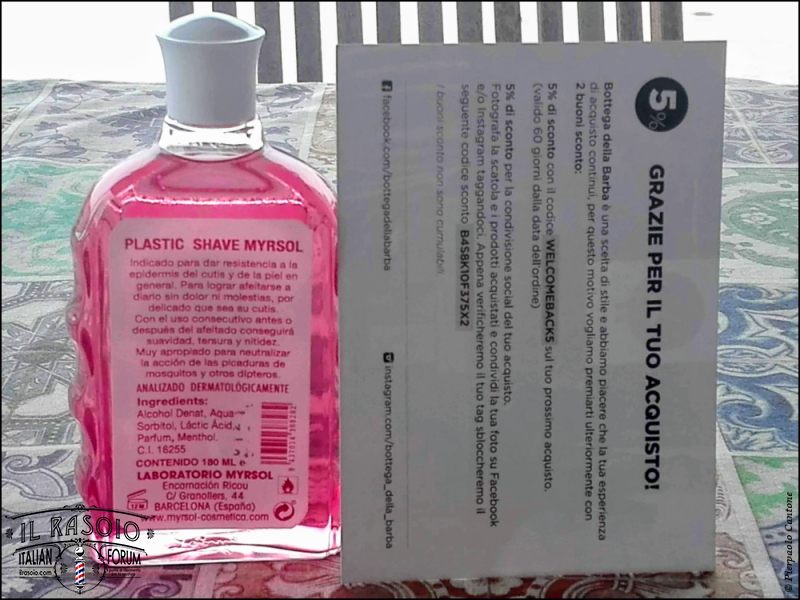 PLASTIC SHAVE MYRSOL
Indicado para dar resistencia a la
epidermis del cutis y de la piel en
general. Para lograr afeitarse a
diario sin dolor ni molestias, por
delicado que sea su cutis.
Con el uso consecutivo antes o
después del afeitado conseguirá
suavidad, tersura y nitidez.
Muy apropiado para neutralizar
la acción de las picaduras de
mosquitos y otros dípteros.
ANALIZADO DERMATOLÓGICAMENTE
Ingredients:
Alcohol Denat, Aqua
Sorbitol, Láctic Acid
Parfum, Menthol.
C.I. 16255
CONTENIDO 180 ML e
LABORATORIO MYRSOL
Encarnación Ricou
C/ Granollers, 44
BARCELONA (España)
www.myrsol-cosmetica.com
12 M
5%
GRAZIE PER IL TUO ACQUISTO!
Bottega della Barba è una scelta di stile e abbiamo piacere che la tua esperienza
di acquisto continui, per questo motivo vogliamo premiarti ulteriormente con
2 buoni sconto:
5% di sconto con il codice WELCOMEBACK5 sul tuo prossimo acquisto.
(valido 60 giorni dalla data dell'ordine)
5% di sconto per la condivisione social del tuo acquisto.
Fotografa la scatola e i prodotti acquistati e condividi la tua foto su Facebook
e/o Instagram taggandoci. Appena verificheremo il tuo tag sbloccheremo il
seguente codice sconto B4S8K10F375X2
I buoni sconto non sono cumulabili
facebook.com/bottegadellabarba
instagram.com/bottega_della_barba
IL RASOIO
ITALIAN FORUM
ilrasoio.com
© Pierpaolo Cantone